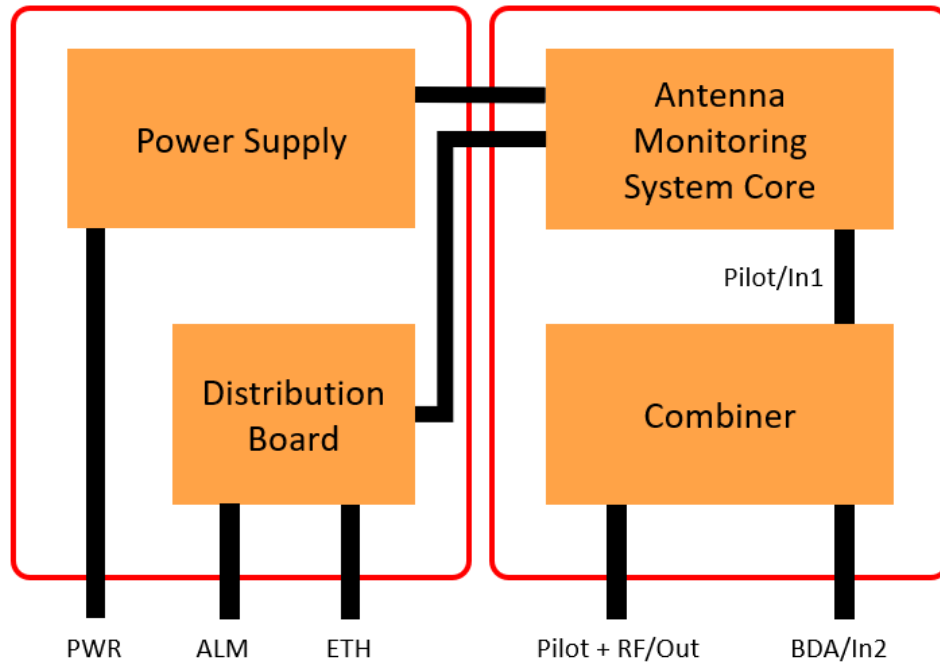 Power Supply
Antenna
Monitoring
System Core
Pilot/In1
Distribution
Board
Combiner
PWR
ALM
ETH
Pilot + RF/Out
BDA/In2